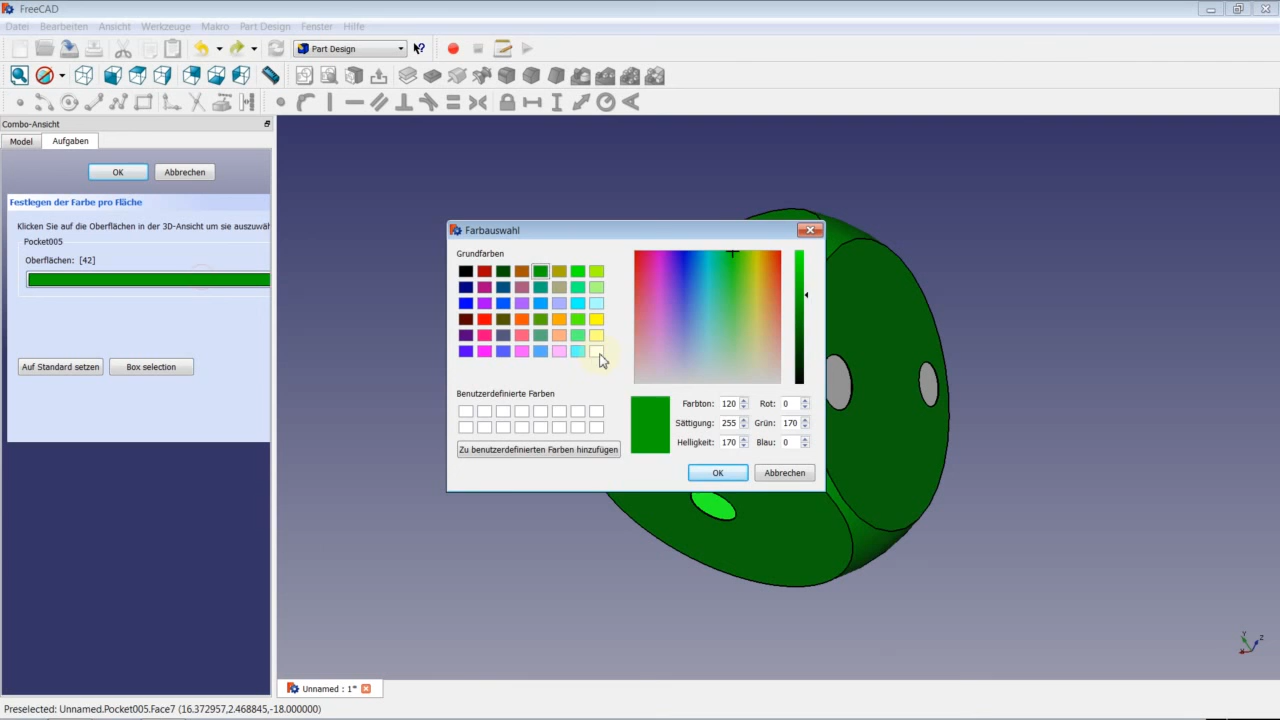 FreeCAD
Datei Bearbeiten Ansicht Werkzeuge Makro Part Design Fenster Hilfe
Part Design
Combo-Ansicht
Model Aufgaben
OK Abbrechen
Festlegen der Farbe pro Fläche
Klicken Sie auf die Oberflächen in der 3D-Ansicht um sie auszuwäh
Pocket005
Oberflächen: [42]
Auf Standard setzen Box selection
Farbauswahl
Grundfarben
Benutzerdefinierte Farben
Zu benutzerdefinierten Farben hinzufügen
Farbton: 120 Rot: 0
Sättigung: 255 Grün: 170
Helligkeit: 170 Blau: 0
OK Abbrechen
Y Z
Unnamed : 1*
Preselected: Unnamed.Pocket005.Face7 (16.372957,2.468845,-18.000000)